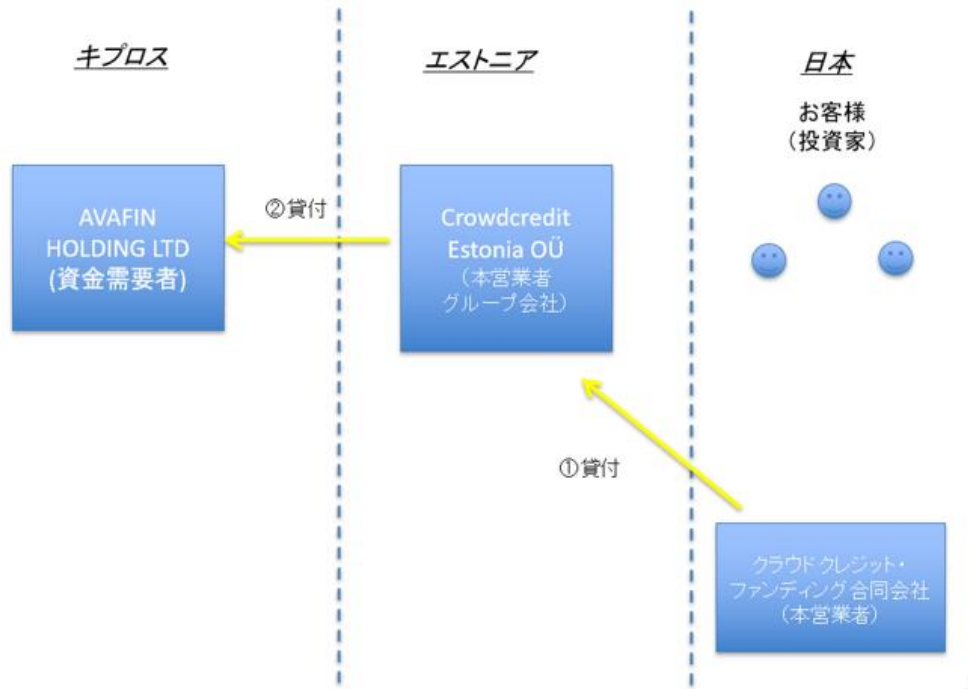 キプロス
エストニア
日本
お客様
（投資家）
AVAFIN
HOLDING LTD
(資金需要者)
②貸付
Crowdcredit
Estonia OÜ
（本営業者
グループ会社）
①貸付
クラウドクレジット・
ファンディング合同会社
（本営業者）